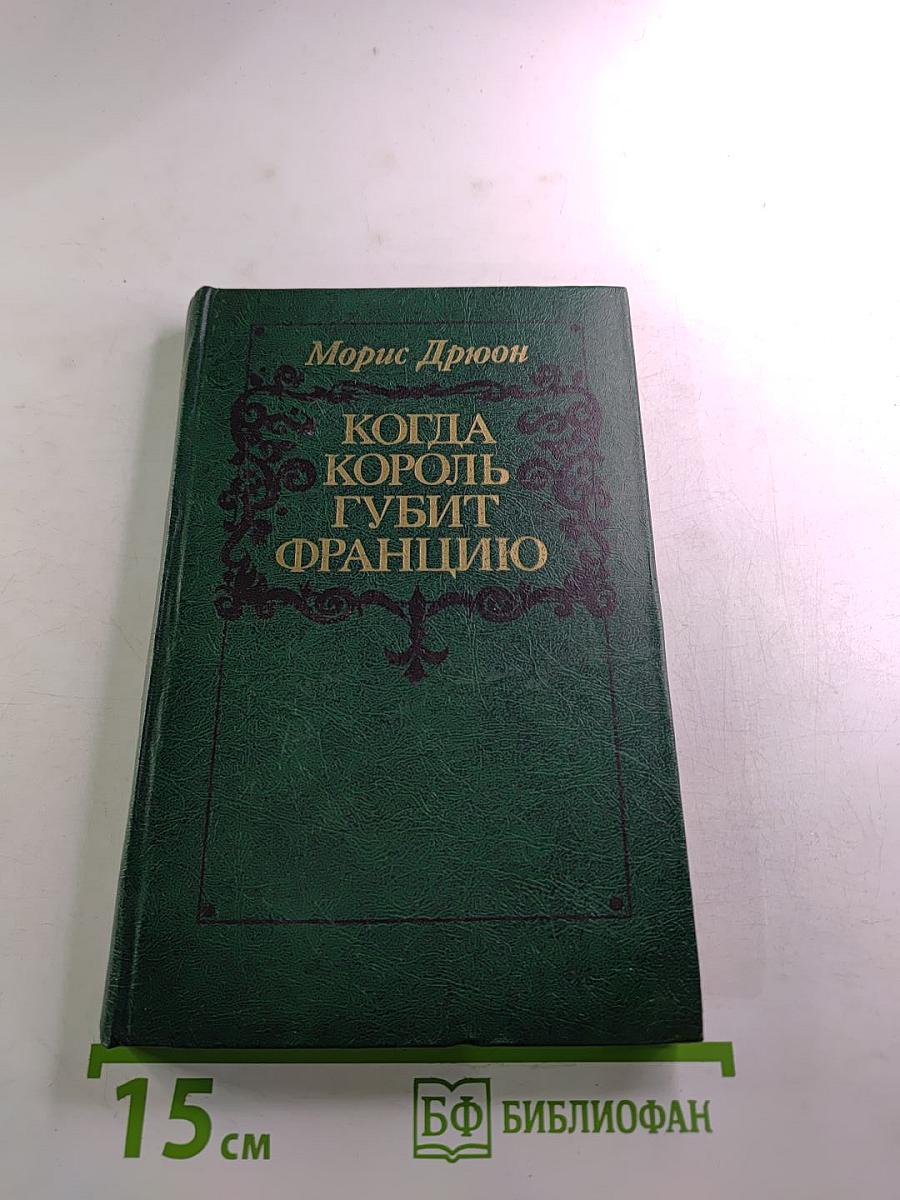 Морис Дрюон
КОГДА
КОРОЛЬ
ГУБИТ
ФРАНЦИЮ
15 см
БФ БИБЛИОФАН